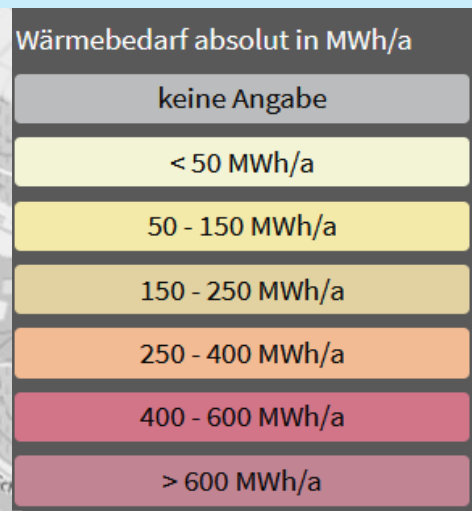 Wärmebedarf absolut in MWh/a
keine Angabe
< 50 MWh/a
50 - 150 MWh/a
150 - 250 MWh/a
250 - 400 MWh/a
400 - 600 MWh/a
> 600 MWh/a